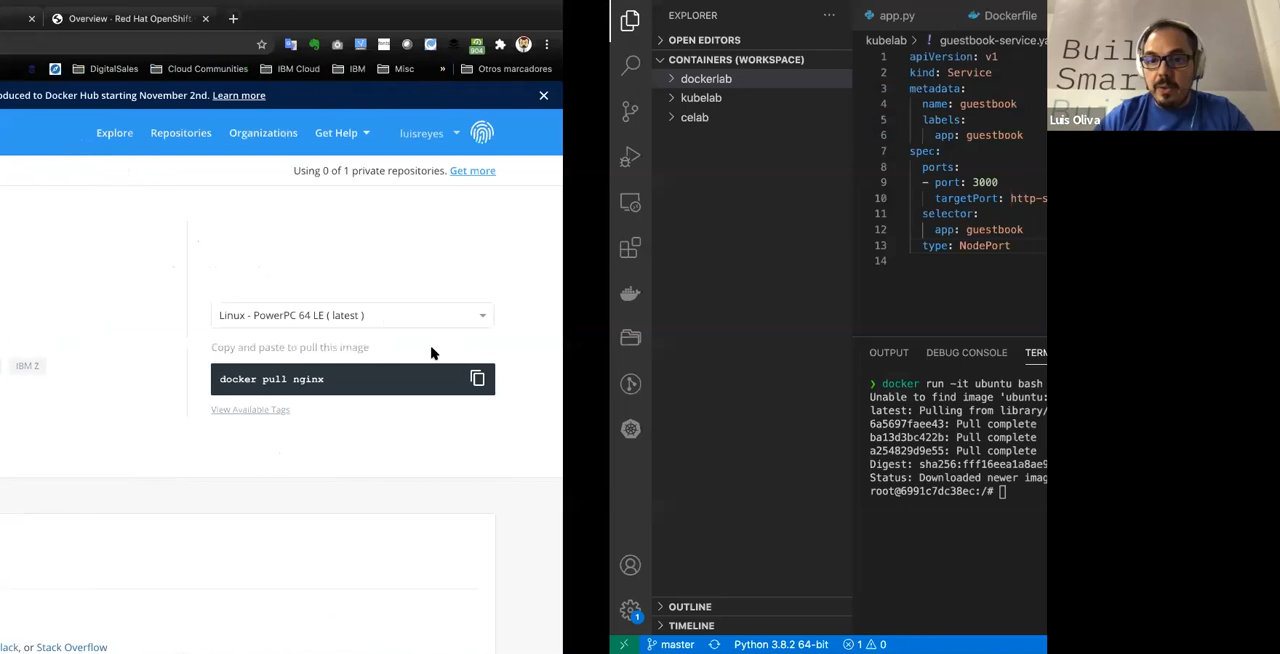 Overview - Red Hat OpenShift
904
DigitalSales
Cloud Communities
IBM Cloud
IBM
Misc
»
Otros marcadores
oduced to Docker Hub starting November 2nd. Learn more
Explore
Repositories
Organizations
Get Help
luisreyes
Using 0 of 1 private repositories. Get more
Linux - PowerPC 64 LE ( latest )
Copy and paste to pull this image
IBM Z
docker pull nginx
View Available Tags
lack, or Stack Overflow
EXPLORER
OPEN EDITORS
CONTAINERS (WORKSPACE)
dockerlab
kubelab
celab
OUTLINE
TIMELINE
app.py
Dockerfile
kubelab > ! guestbook-service.ya
1 apiVersion: v1
2 kind: Service
3 metadata:
4 name: guestbook
5 labels:
6 app: guestbook
7 spec:
8 ports:
9 - port: 3000
10 targetPort: http-s
11 selector:
12 app: guestbook
13 type: NodePort
14
OUTPUT
DEBUG CONSOLE
TERM
❯ docker run -it ubuntu bash
Unable to find image 'ubuntu:
latest: Pulling from library/
6a5697faee43: Pull complete
ba13d3bc422b: Pull complete
a254829d9e55: Pull complete
Digest: sha256:fff16eea1a8ae9
Status: Downloaded newer imag
root@6991c7dc38ec:/#
1
master
Python 3.8.2 64-bit
1
0
Buil
Smar
Luis Oliva